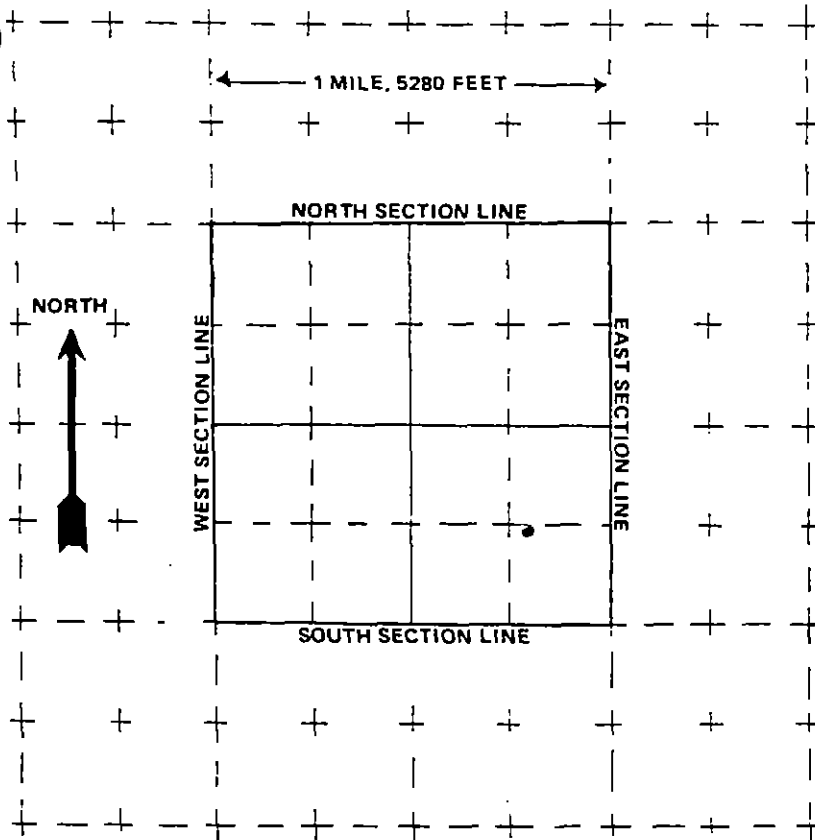 1 MILE, 5280 FEET
NORTH SECTION LINE
NORTH
WEST SECTION LINE
EAST SECTION LINE
SOUTH SECTION LINE